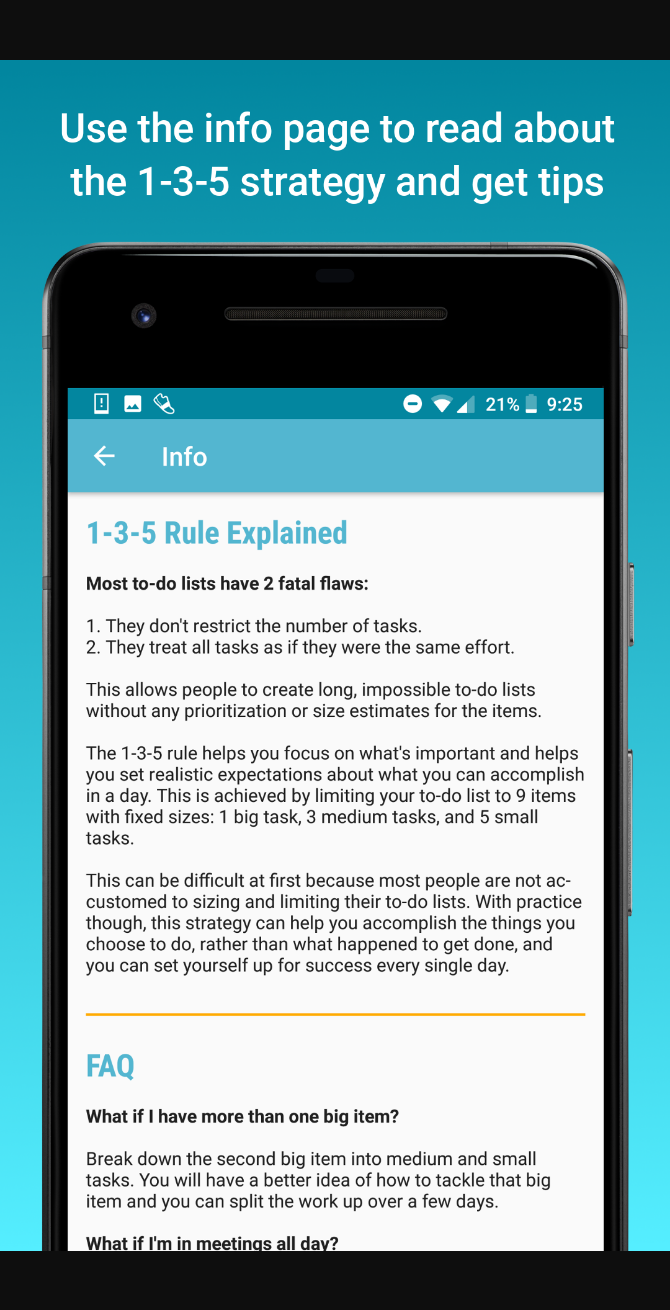 Use the info page to read about
the 1-3-5 strategy and get tips
21% 9:25
Info
1-3-5 Rule Explained
Most to-do lists have 2 fatal flaws:
1. They don't restrict the number of tasks.
2. They treat all tasks as if they were the same effort.
This allows people to create long, impossible to-do lists
without any prioritization or size estimates for the items.
The 1-3-5 rule helps you focus on what's important and helps
you set realistic expectations about what you can accomplish
in a day. This is achieved by limiting your to-do list to 9 items
with fixed sizes: 1 big task, 3 medium tasks, and 5 small
tasks.
This can be difficult at first because most people are not ac-
customed to sizing and limiting their to-do lists. With practice
though, this strategy can help you accomplish the things you
choose to do, rather than what happened to get done, and
you can set yourself up for success every single day.
FAQ
What if I have more than one big item?
Break down the second big item into medium and small
tasks. You will have a better idea of how to tackle that big
item and you can split the work up over a few days.
What if I'm in meetings all day?